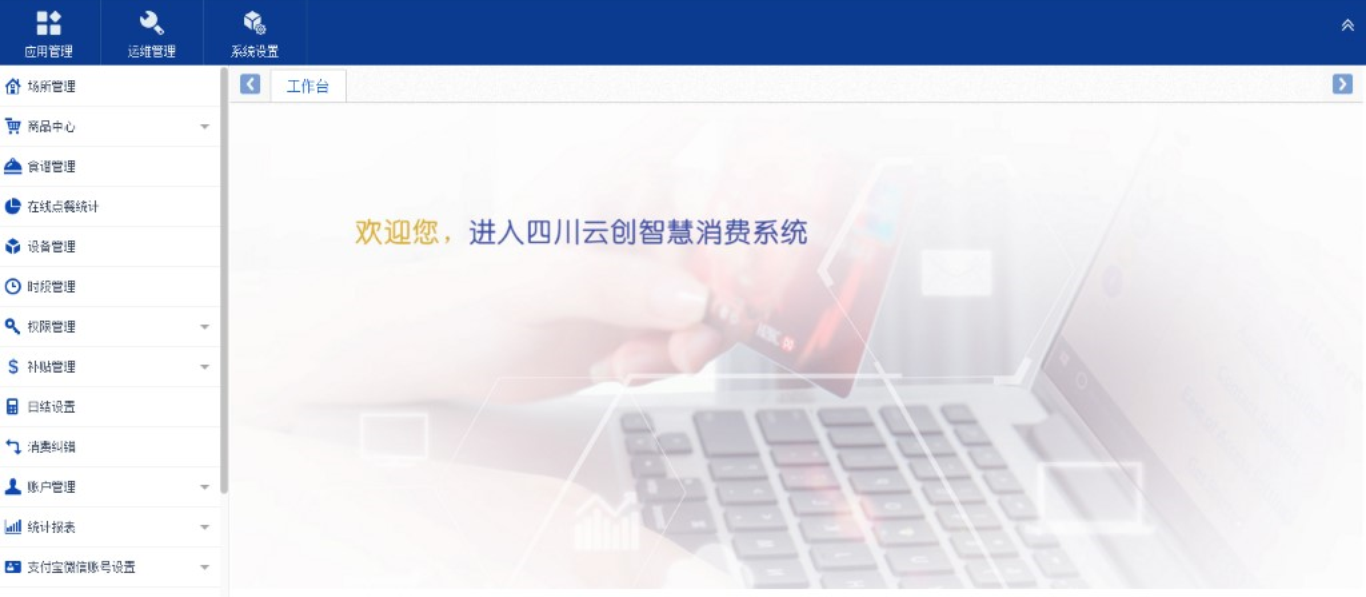 应用管理
运维管理
系统设置
场所管理
商品中心
食谱管理
在线点餐统计
设备管理
时段管理
权限管理
补贴管理
日结设置
消费纠错
账户管理
统计报表
支付宝微信账号设置
工作台
欢迎您，进入四川云创智慧消费系统